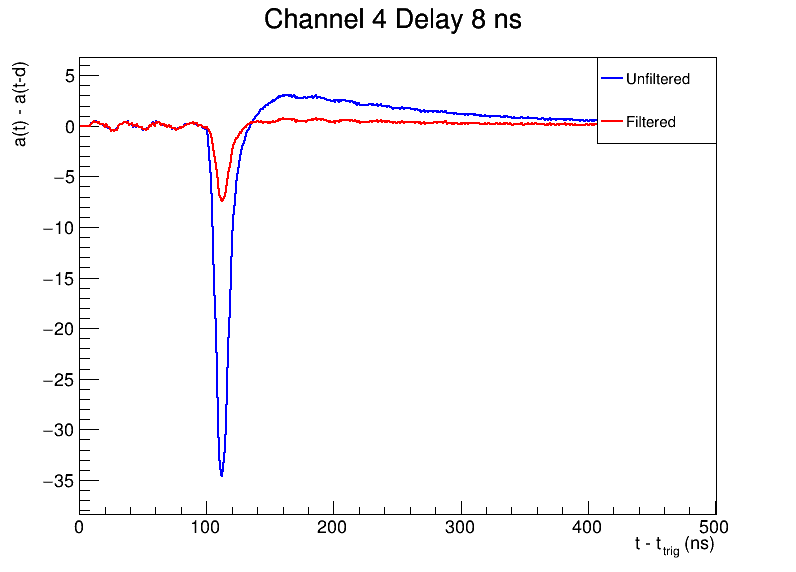 Channel 4 Delay 8 ns
a(t) - a(t-d)
5
0
−5
−10
−15
−20
−25
−30
−35
Unfiltered
Filtered
0 100 200 300 400 500
t - t_trig (ns)